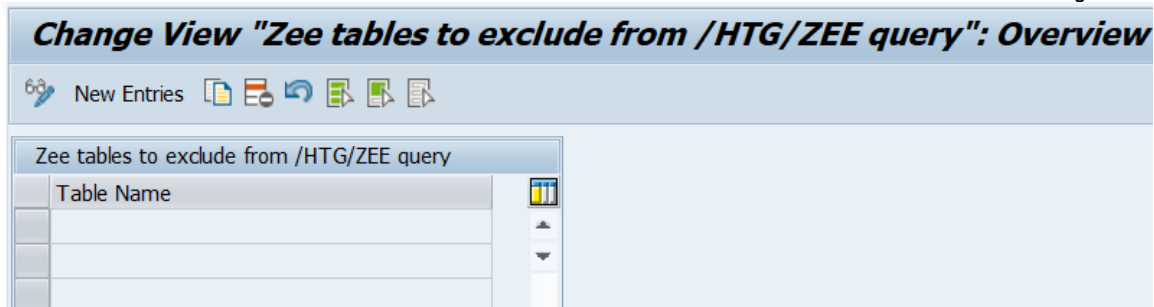 Change View "Zee tables to exclude from /HTG/ZEE query": Overview
New Entries
Zee tables to exclude from /HTG/ZEE query
Table Name